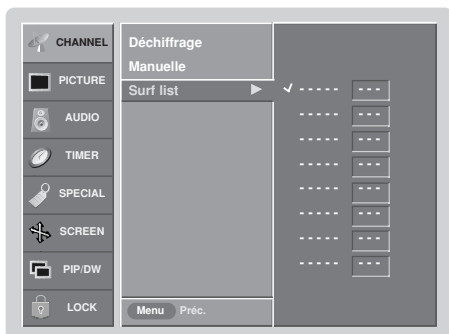 CHANNEL
PICTURE
AUDIO
TIMER
SPECIAL
SCREEN
PIP/DW
LOCK
Déchiffrage
Manuelle
Surf list
- - - - - - - -
- - - - - - - -
- - - - - - - -
- - - - - - - -
- - - - - - - -
- - - - - - - -
- - - - - - - -
- - - - - - - -
Menu Préc.